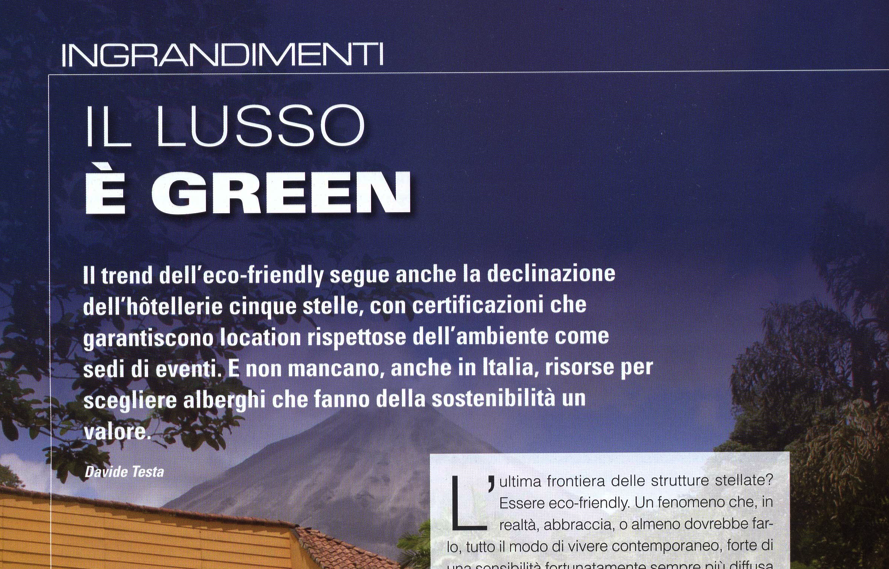 INGRANDIMENTI
IL LUSSO
È GREEN
Il trend dell'eco-friendly segue anche la declinazione
dell'hôtellerie cinque stelle, con certificazioni che
garantiscono location rispettose dell'ambiente come
sedi di eventi. E non mancano, anche in Italia, risorse per
scegliere alberghi che fanno della sostenibilità un
valore.
Davide Testa
L'ultima frontiera delle strutture stellate?
Essere eco-friendly. Un fenomeno che, in
realtà, abbraccia, o almeno dovrebbe far-
lo, tutto il modo di vivere contemporaneo, forte di
una sensibilità fortunatamente sempre più diffusa